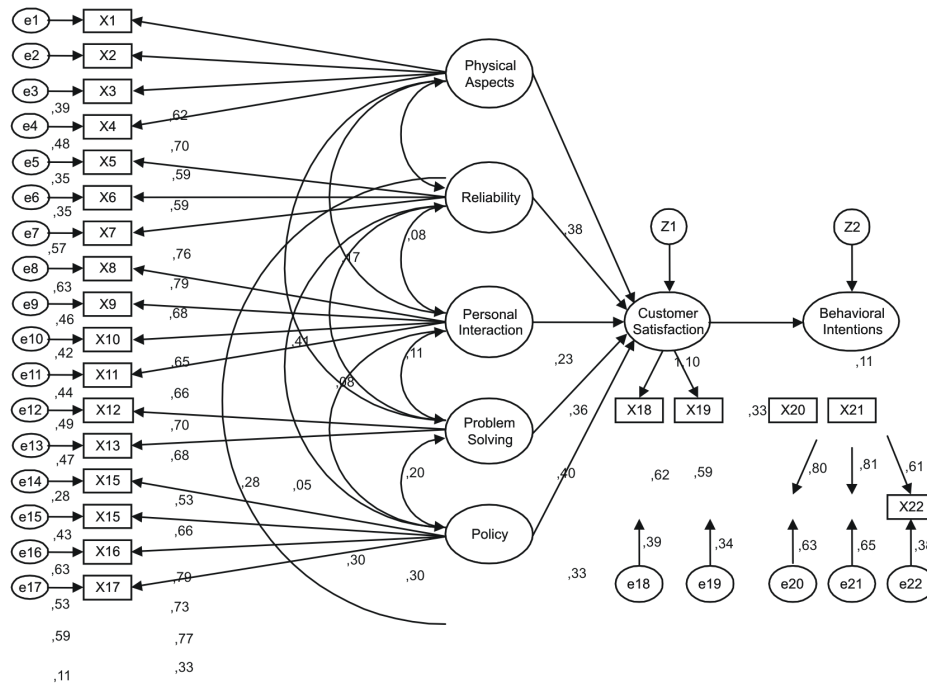 e1 X1
e2 X2
e3 X3
,39 ,62
e4 X4
,48 ,70
e5 X5
,35 ,59
e6 X6
,35 ,59
e7 X7
,57 ,76
e8 X8
,63 ,79
e9 X9
,46 ,68
e10 X10
,42 ,65
e11 X11
,44 ,66
e12 X12
,49 ,70
e13 X13
,47 ,68
e14 X15
,28 ,53
e15 X15
,43 ,66
e16 X16
,63 ,79
e17 X17
,53 ,73
,59 ,77
,11 ,33
Physical
Aspects
Reliability
,08
,17
Personal
Interaction
,41
,11
,08
Problem
Solving
,20
,28 ,05
Policy
,30 ,30
,38
,23
,36
,40
,33
Z1
Customer
Satisfaction
1,10
Z2
Behavioral
Intentions
,11
X18 X19 ,33 X20 X21
,62 ,59 ,80 ,81 ,61
X22
,39 ,34 ,63 ,65 ,38
e18 e19 e20 e21 e22